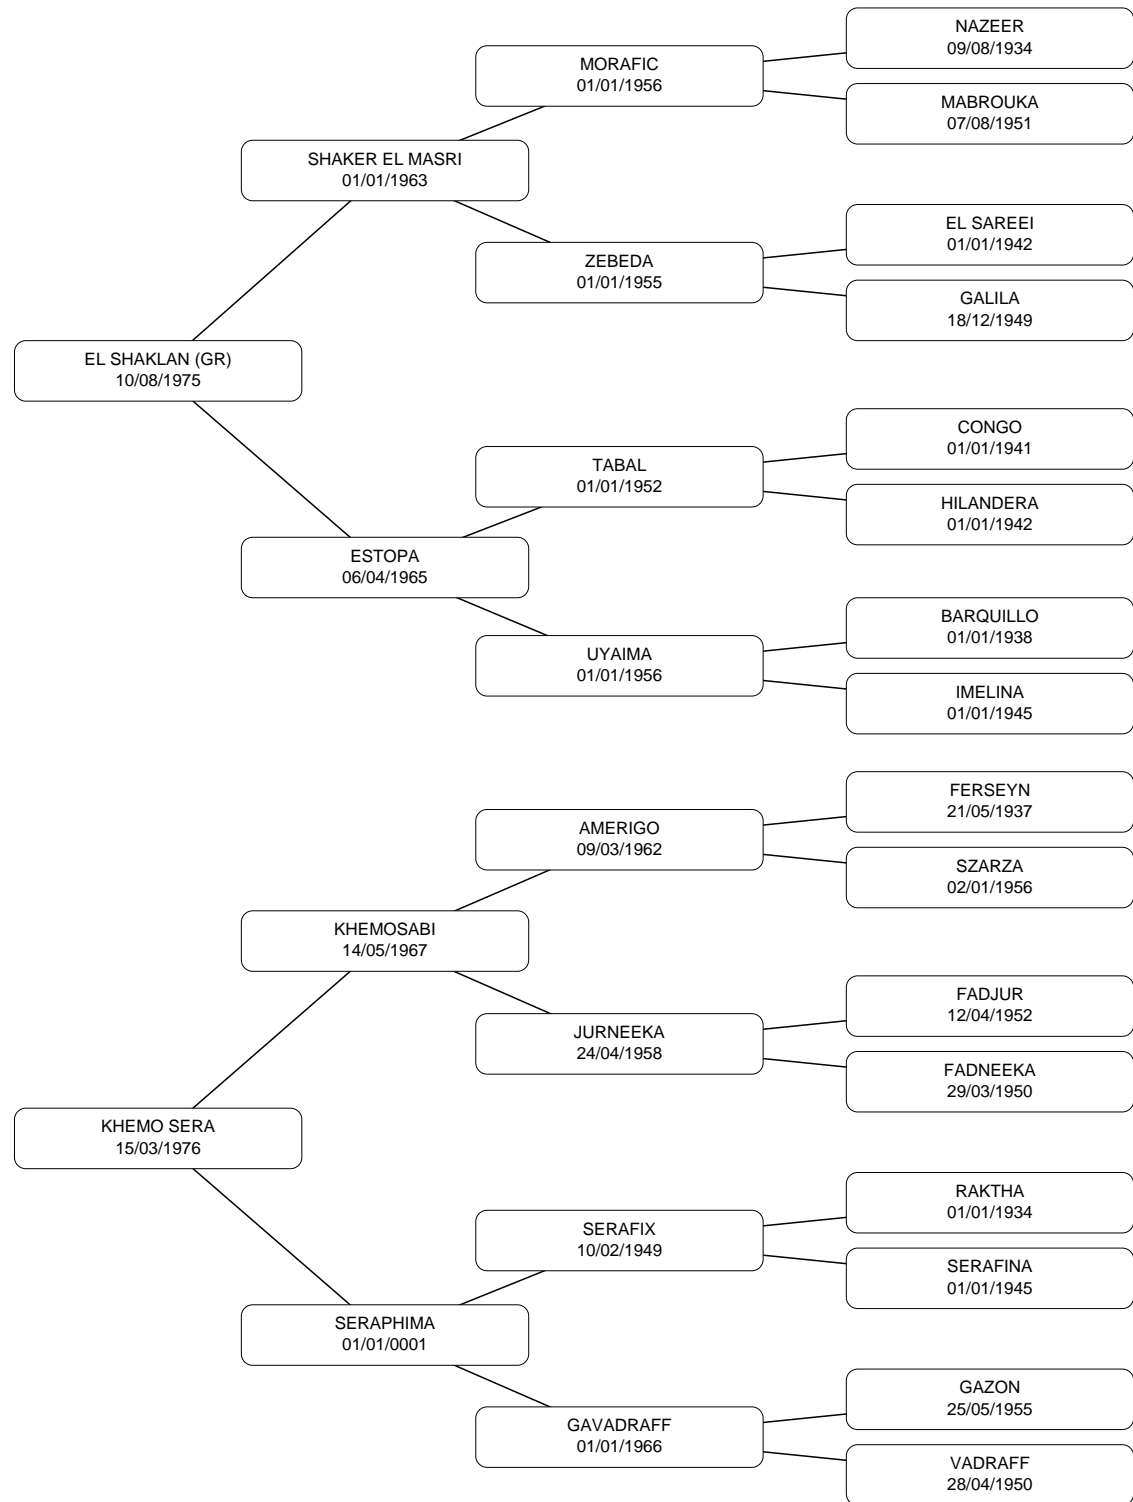 NAZEER
09/08/1934
MORAFIC
01/01/1956
MABROUKA
07/08/1951
SHAKER EL MASRI
01/01/1963
EL SAREEI
01/01/1942
ZEBEDA
01/01/1955
GALILA
18/12/1949
EL SHAKLAN (GR)
10/08/1975
CONGO
01/01/1941
TABAL
01/01/1952
HILANDERA
01/01/1942
ESTOPA
06/04/1965
BARQUILLO
01/01/1938
UYAIMA
01/01/1956
IMELINA
01/01/1945
FERSEYN
21/05/1937
AMERIGO
09/03/1962
SZARZA
02/01/1956
KHEMOSABI
14/05/1967
FADJUR
12/04/1952
JURNEEKA
24/04/1958
FADNEEKA
29/03/1950
KHEMO SERA
15/03/1976
RAKTHA
01/01/1934
SERAFIX
10/02/1949
SERAFINA
01/01/1945
SERAPHIMA
01/01/0001
GAZON
25/05/1955
GAVADRAFF
01/01/1966
VADRAFF
28/04/1950